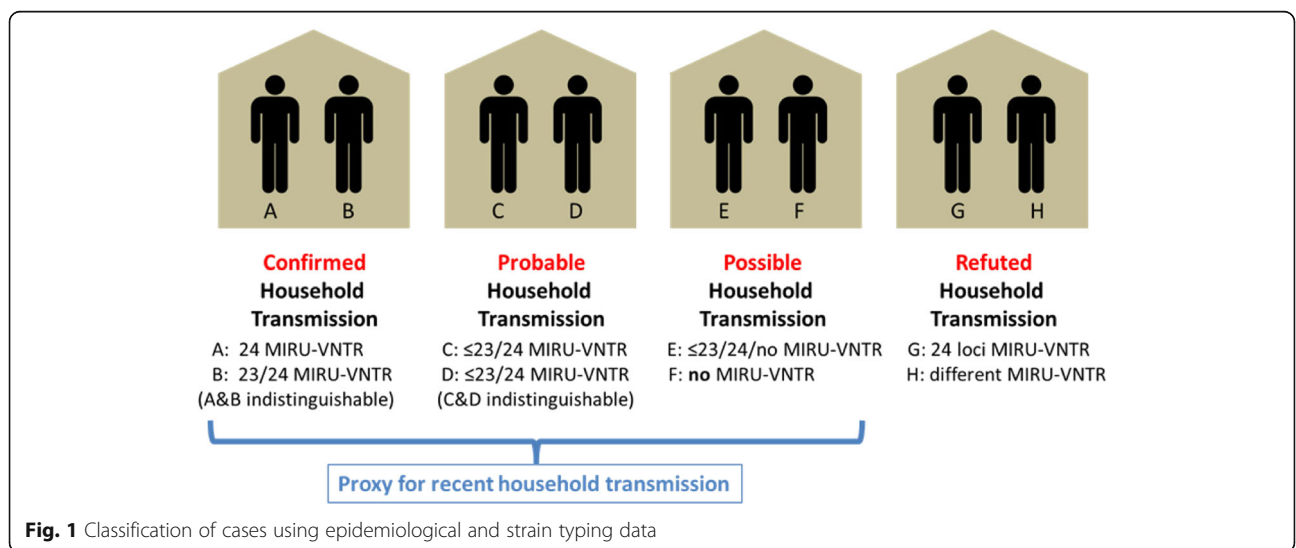 A B C D E F G H
Confirmed
Household
Transmission
A: 24 MIRU-VNTR
B: 23/24 MIRU-VNTR
(A&B indistinguishable)
Probable
Household
Transmission
C: ≤23/24 MIRU-VNTR
D: ≤23/24 MIRU-VNTR
(C&D indistinguishable)
Possible
Household
Transmission
E: ≤23/24/no MIRU-VNTR
F: no MIRU-VNTR
Refuted
Household
Transmission
G: 24 loci MIRU-VNTR
H: different MIRU-VNTR
Proxy for recent household transmission
Fig. 1 Classification of cases using epidemiological and strain typing data